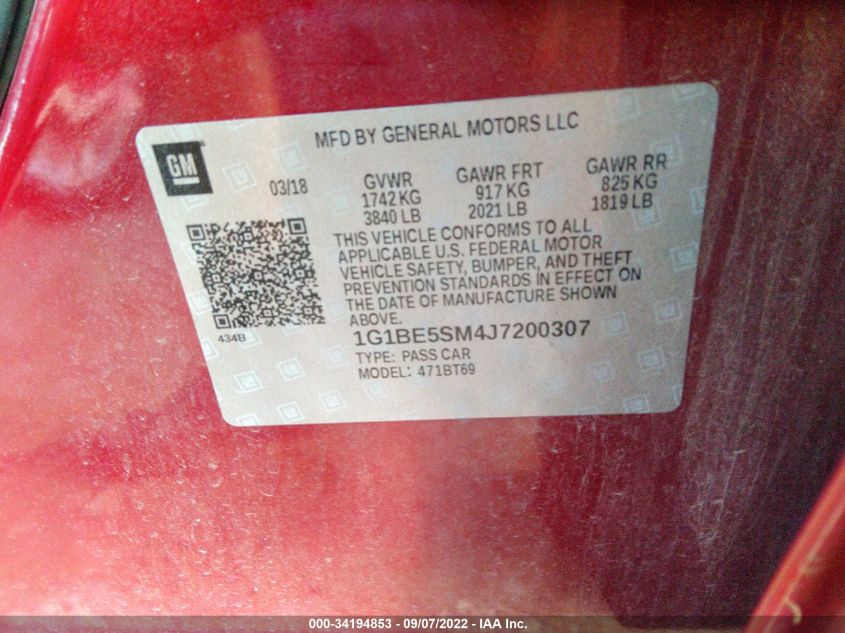 MFD BY GENERAL MOTORS LLC
GM
03/18
GVWR GAWR FRT GAWR RR
1742 KG 917 KG 825 KG
3840 LB 2021 LB 1819 LB
THIS VEHICLE CONFORMS TO ALL
APPLICABLE U.S. FEDERAL MOTOR
VEHICLE SAFETY, BUMPER, AND THEFT
PREVENTION STANDARDS IN EFFECT ON
THE DATE OF MANUFACTURE SHOWN
ABOVE.
434B
1G1BE5SM4J7200307
TYPE: PASS CAR
MODEL: 471BT69
000-34194853 - 09/07/2022 - IAA Inc.